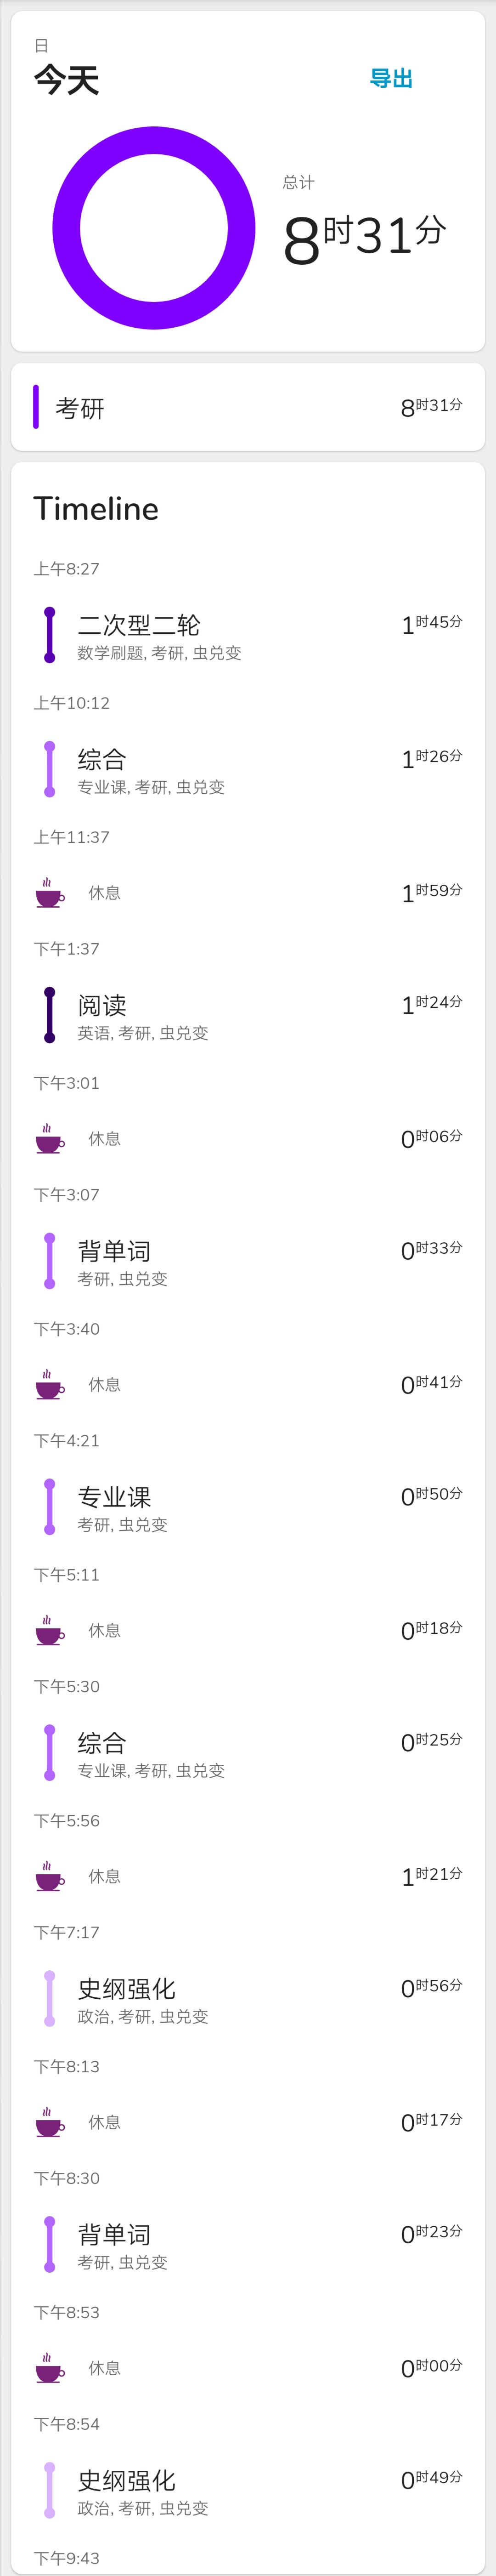 日
今天
导出
总计
8时31分
考研
8时31分
Timeline
上午8:27
二次型二轮
1时45分
数学刷题, 考研, 虫兑变
上午10:12
综合
1时26分
专业课, 考研, 虫兑变
上午11:37
休息
1时59分
下午1:37
阅读
1时24分
英语, 考研, 虫兑变
下午3:01
休息
0时06分
下午3:07
背单词
0时33分
考研, 虫兑变
下午3:40
休息
0时41分
下午4:21
专业课
0时50分
考研, 虫兑变
下午5:11
休息
0时18分
下午5:30
综合
0时25分
专业课, 考研, 虫兑变
下午5:56
休息
1时21分
下午7:17
史纲强化
0时56分
政治, 考研, 虫兑变
下午8:13
休息
0时17分
下午8:30
背单词
0时23分
考研, 虫兑变
下午8:53
休息
0时00分
下午8:54
史纲强化
0时49分
政治, 考研, 虫兑变
下午9:43